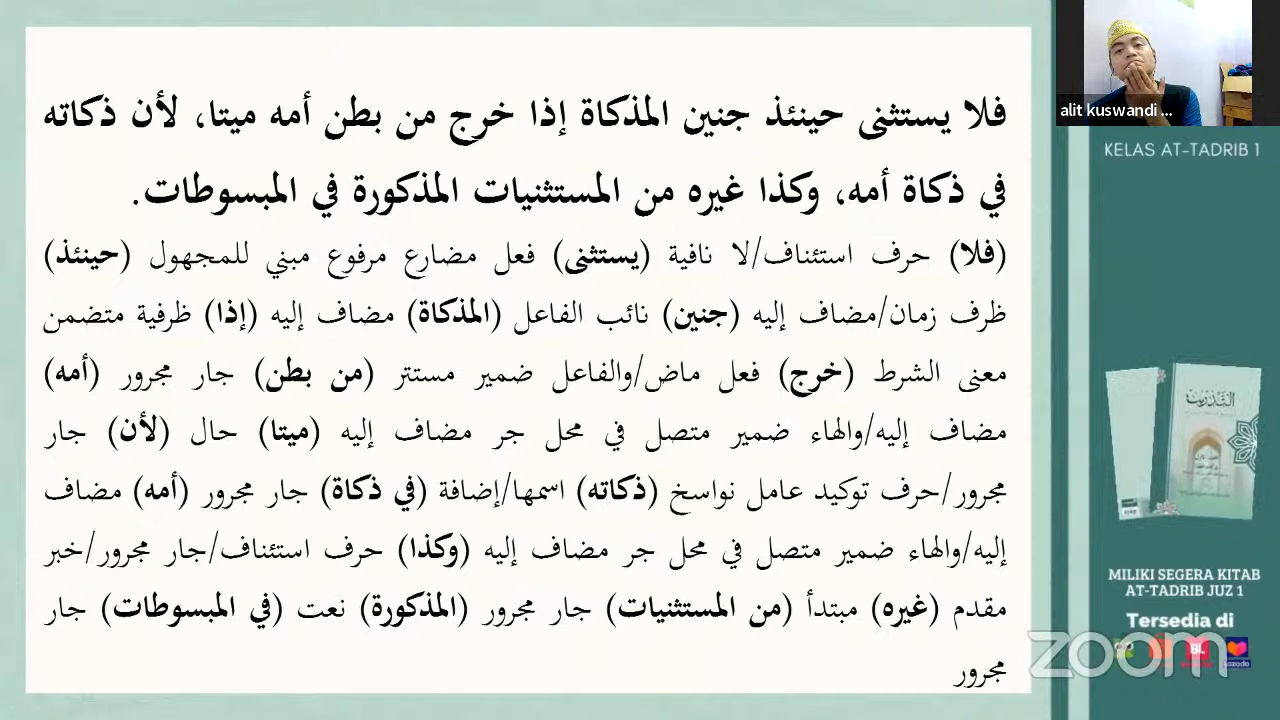 فلا يستثنى حينئذ جنين المذكاة إذا خرج من بطن أمه ميتا، لأن ذكاته
في ذكاة أمه، وكذا غيره من المستثنيات المذكورة في المبسوطات.
(فلا) حرف استئناف/لا نافية (يستثنى) فعل مضارع مرفوع مبني للمجهول (حينئذ)
ظرف زمان/مضاف إليه (جنين) نائب الفاعل (المذكاة) مضاف إليه (إذا) ظرفية متضمن
معنى الشرط (خرج) فعل ماض/والفاعل ضمير مستتر (من بطن) جار مجرور (أمه)
مضاف إليه/والهاء ضمير متصل في محل جر مضاف إليه (ميتا) حال (لأن) جار
مجرور/حرف توكيد عامل نواسخ (ذكاته) اسمها/إضافة (في ذكاة) جار مجرور (أمه) مضاف
إليه/والهاء ضمير متصل في محل جر مضاف إليه (وكذا) حرف استئناف/جار مجرور/خبر
مقدم (غيره) مبتدأ (من المستثنيات) جار مجرور (المذكورة) نعت (في المبسوطات) جار
مجرور
alit kuswandi ...
KELAS AT-TADRIB 1
التذريب
MILIKI SEGERA KITAB
AT-TADRIB JUZ 1
Tersedia di
BL
lazada
zoom